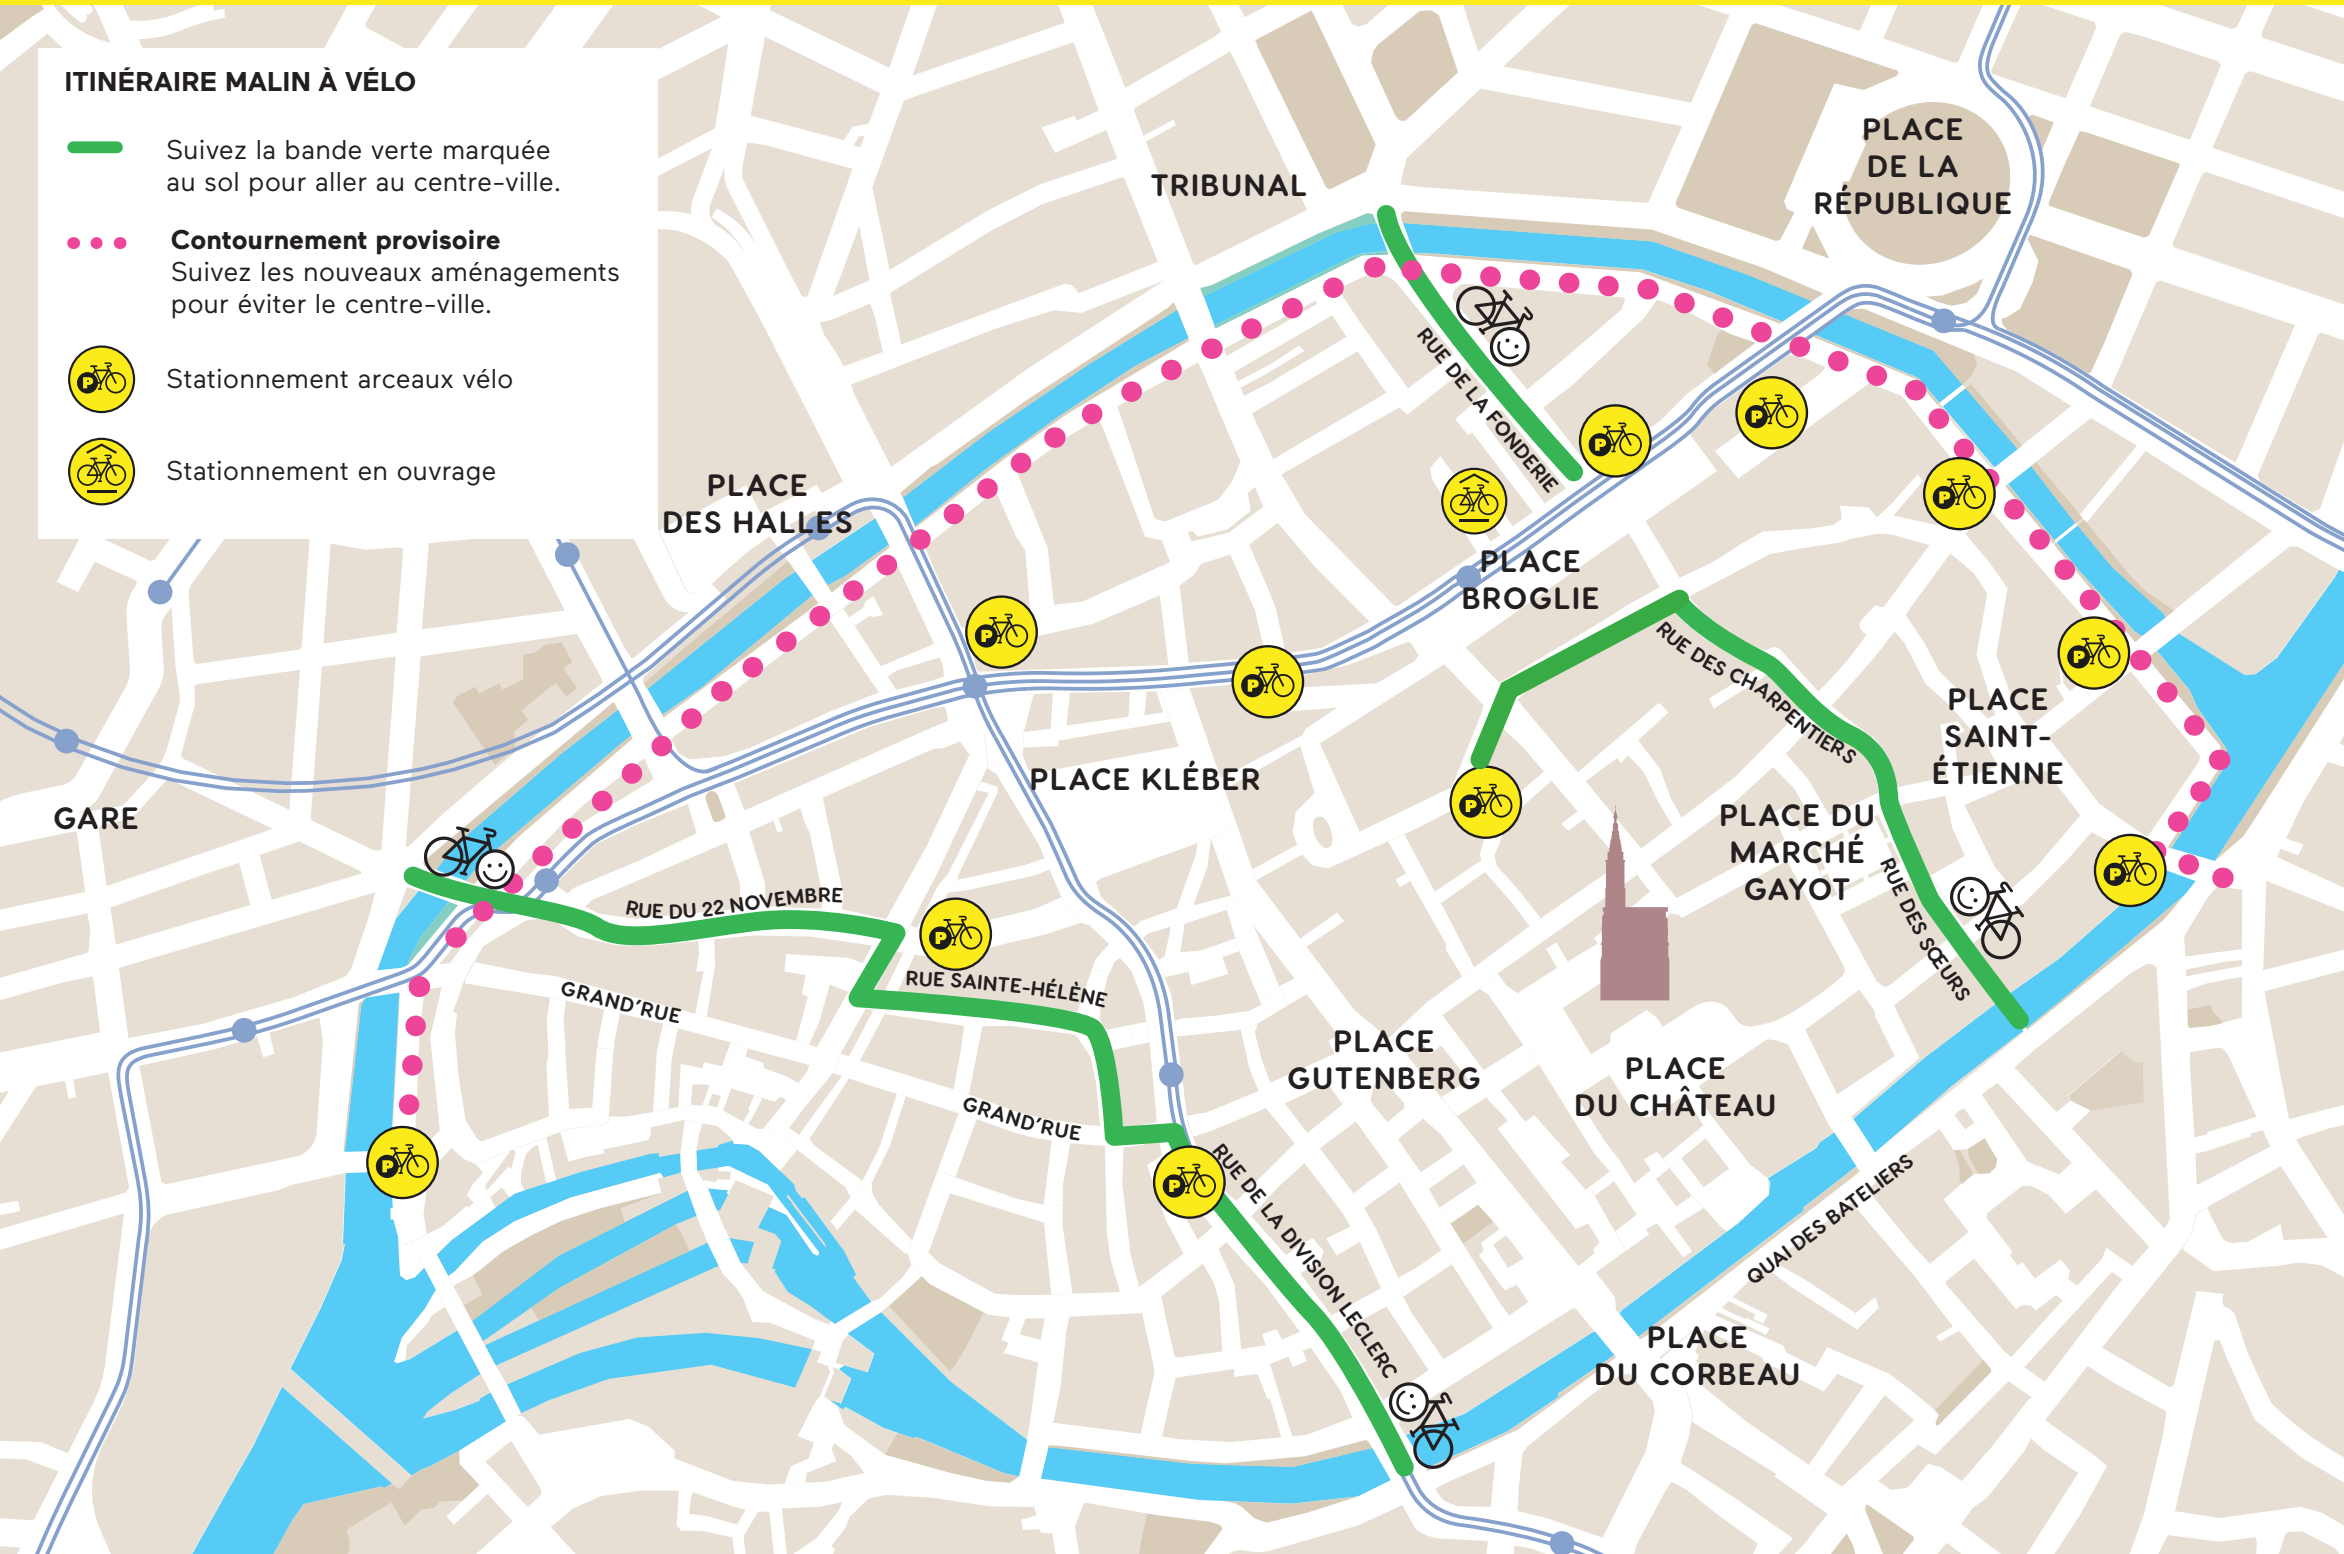 ITINÉRAIRE MALIN À VÉLO
Suivez la bande verte marquée
au sol pour aller au centre-ville.
Contournement provisoire
Suivez les nouveaux aménagements
pour éviter le centre-ville.
P
Stationnement arceaux vélo
Stationnement en ouvrage
PLACE
DE LA
RÉPUBLIQUE
TRIBUNAL
RUE DE LA FONDERIE
P
P
P
PLACE
DES HALLES
PLACE
BROGLIE
P
P
P
RUE DES CHARPENTIERS
PLACE
SAINT-
ÉTIENNE
PLACE KLÉBER
GARE
P
PLACE DU
MARCHÉ
GAYOT
P
RUE DES SŒURS
RUE DU 22 NOVEMBRE
P
RUE SAINTE-HÉLÈNE
GRAND'RUE
PLACE
GUTENBERG
PLACE
DU CHÂTEAU
GRAND'RUE
P
P
RUE DE LA DIVISION LECLERC
QUAI DES BATELIERS
PLACE
DU CORBEAU